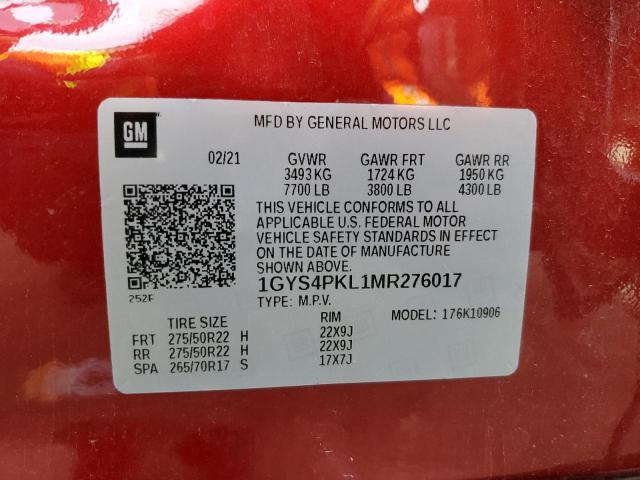 GM
MFD BY GENERAL MOTORS LLC
02/21 GVWR GAWR FRT GAWR RR
3493 KG 1724 KG 1950 KG
7700 LB 3800 LB 4300 LB
THIS VEHICLE CONFORMS TO ALL
APPLICABLE U.S. FEDERAL MOTOR
VEHICLE SAFETY STANDARDS IN EFFECT
ON THE DATE OF MANUFACTURE
SHOWN ABOVE.
252F
1GYS4PKL1MR276017
TYPE: M.P.V. MODEL: 176K10906
TIRE SIZE RIM
FRT 275/50R22 H 22X9J
RR 275/50R22 H 22X9J
SPA 265/70R17 S 17X7J